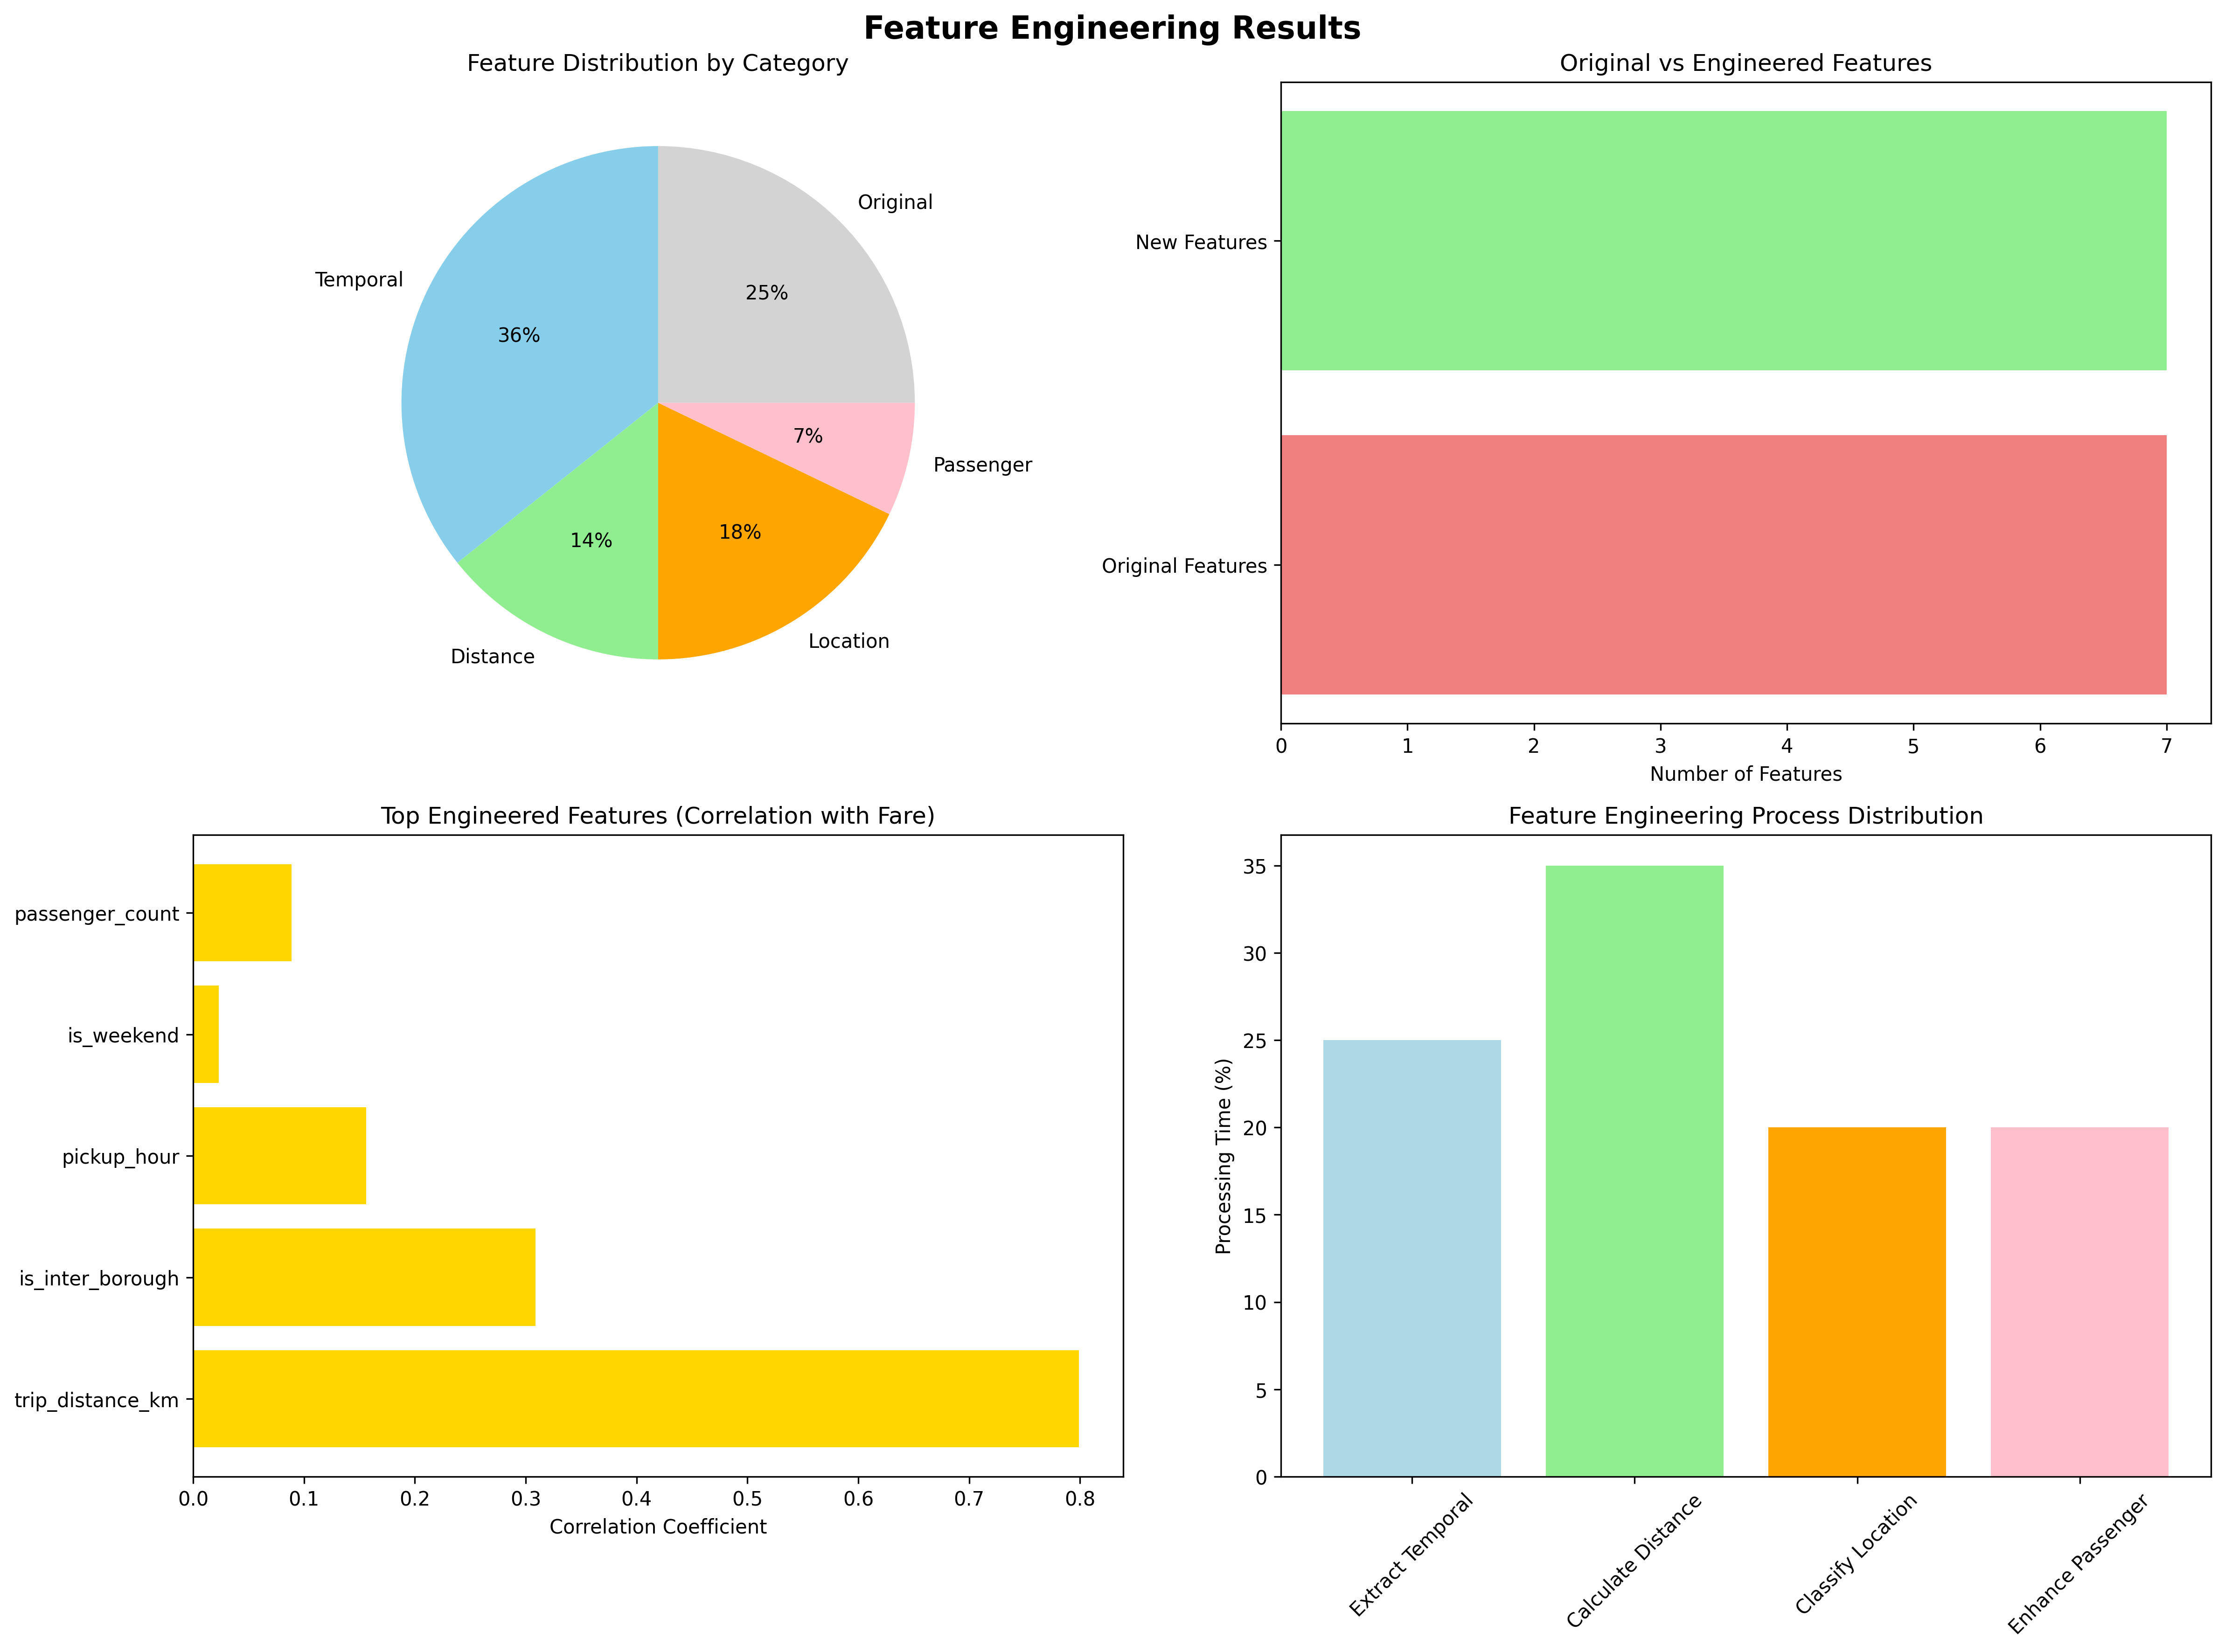 Feature Engineering Results
Feature Distribution by Category
Original
25%
Temporal
36%
7%
Passenger
14%
18%
Location
Distance
Original vs Engineered Features
New Features
Original Features
0 1 2 3 4 5 6 7
Number of Features
Top Engineered Features (Correlation with Fare)
passenger_count
is_weekend
pickup_hour
is_inter_borough
trip_distance_km
0.0 0.1 0.2 0.3 0.4 0.5 0.6 0.7 0.8
Correlation Coefficient
Feature Engineering Process Distribution
Processing Time (%)
35
30
25
20
15
10
5
0
Extract Temporal
Calculate Distance
Classify Location
Enhance Passenger